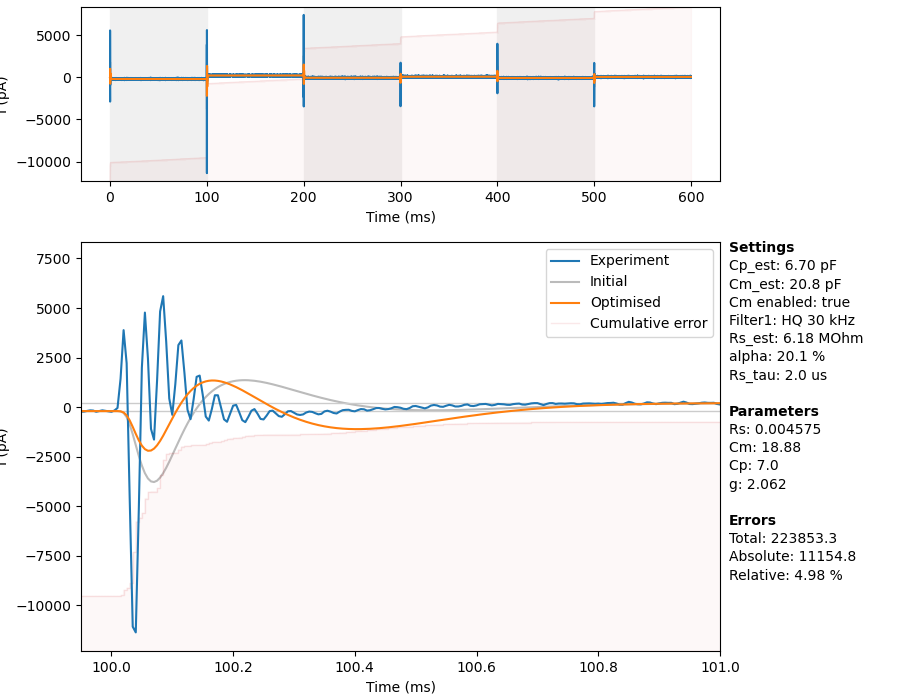 5000
0
−5000
−10000
I (pA)
0 100 200 300 400 500 600
Time (ms)
7500
5000
2500
0
−2500
−5000
−7500
−10000
I (pA)
100.0 100.2 100.4 100.6 100.8 101.0
Time (ms)
Experiment
Initial
Optimised
Cumulative error
Settings
Cp_est: 6.70 pF
Cm_est: 20.8 pF
Cm enabled: true
Filter1: HQ 30 kHz
Rs_est: 6.18 MOhm
alpha: 20.1 %
Rs_tau: 2.0 us
Parameters
Rs: 0.004575
Cm: 18.88
Cp: 7.0
g: 2.062
Errors
Total: 223853.3
Absolute: 11154.8
Relative: 4.98 %